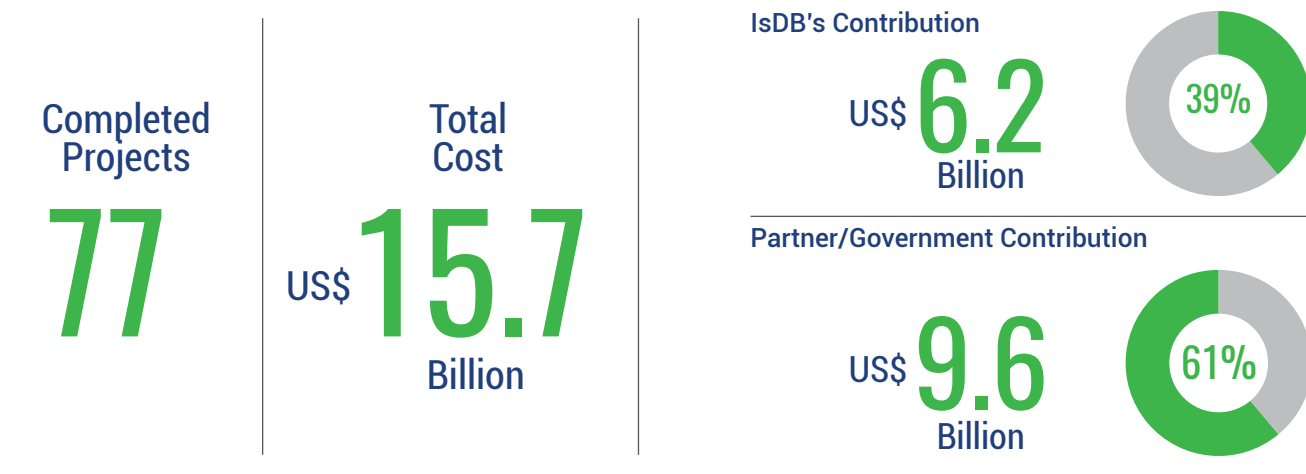 Completed
Projects
77
Total
Cost
US$ 15.7
Billion
IsDB's Contribution
US$ 6.2
Billion
39%
Partner/Government Contribution
US$ 9.6
Billion
61%